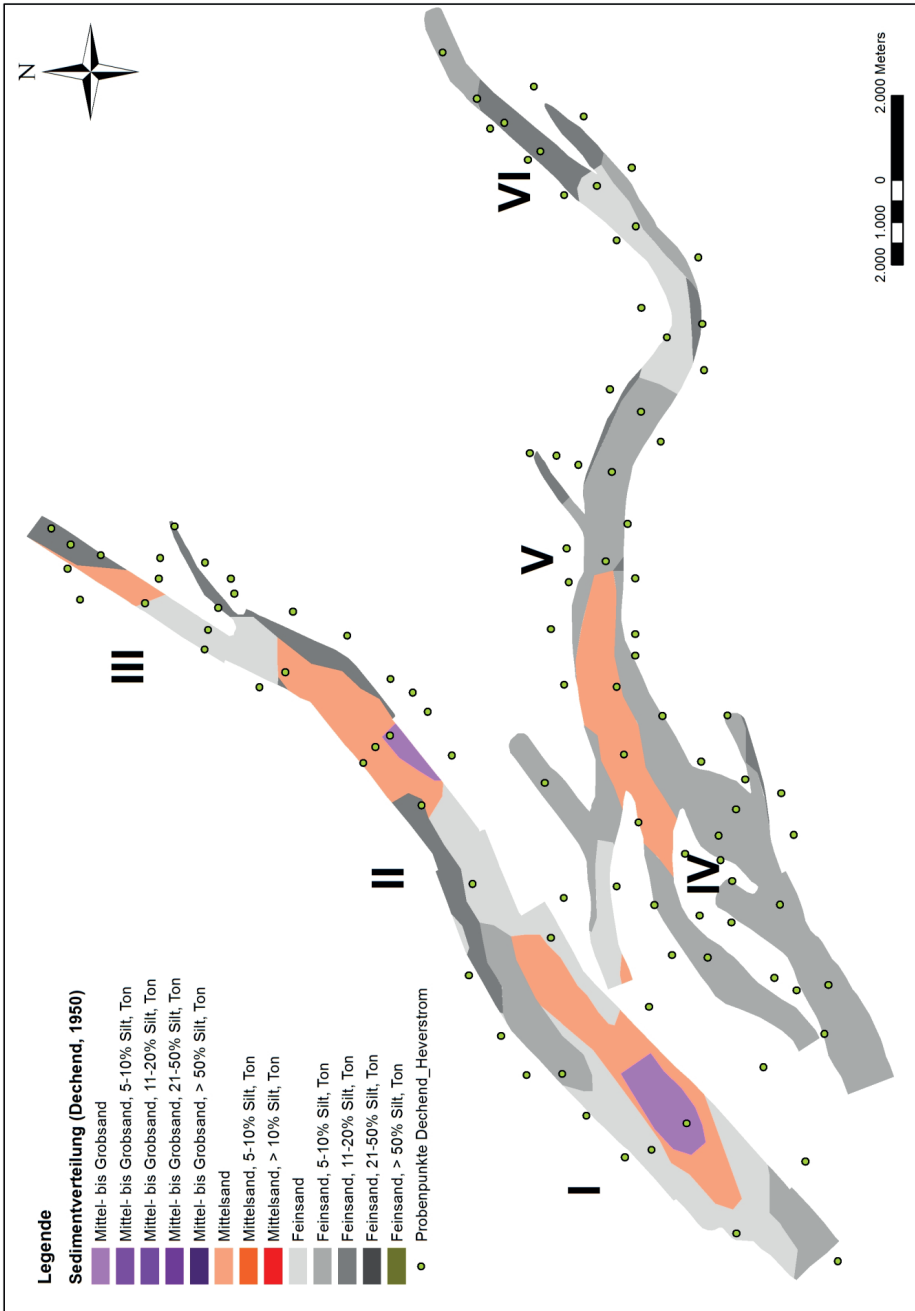 N
Legende
Sedimentverteilung (Dechend, 1950)
Mittel- bis Grobsand
Mittel- bis Grobsand, 5-10% Silt, Ton
Mittel- bis Grobsand, 11-20% Silt, Ton
Mittel- bis Grobsand, 21-50% Silt, Ton
Mittel- bis Grobsand, > 50% Silt, Ton
Mittelsand
Mittelsand, 5-10% Silt, Ton
Mittelsand, > 10% Silt, Ton
Feinsand
Feinsand, 5-10% Silt, Ton
Feinsand, 11-20% Silt, Ton
Feinsand, 21-50% Silt, Ton
Feinsand, > 50% Silt, Ton
Probenpunkte Dechend_Heverstrom
I
II
III
IV
V
VI
2.000 1.000 0 2.000 Meters